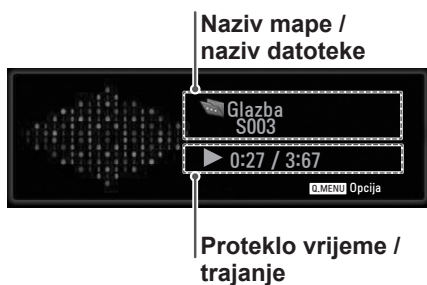 Naziv mape /
naziv datoteke
Glazba
S003
0:27 / 3:67
Q.MENU Opcija
Proteklo vrijeme /
trajanje